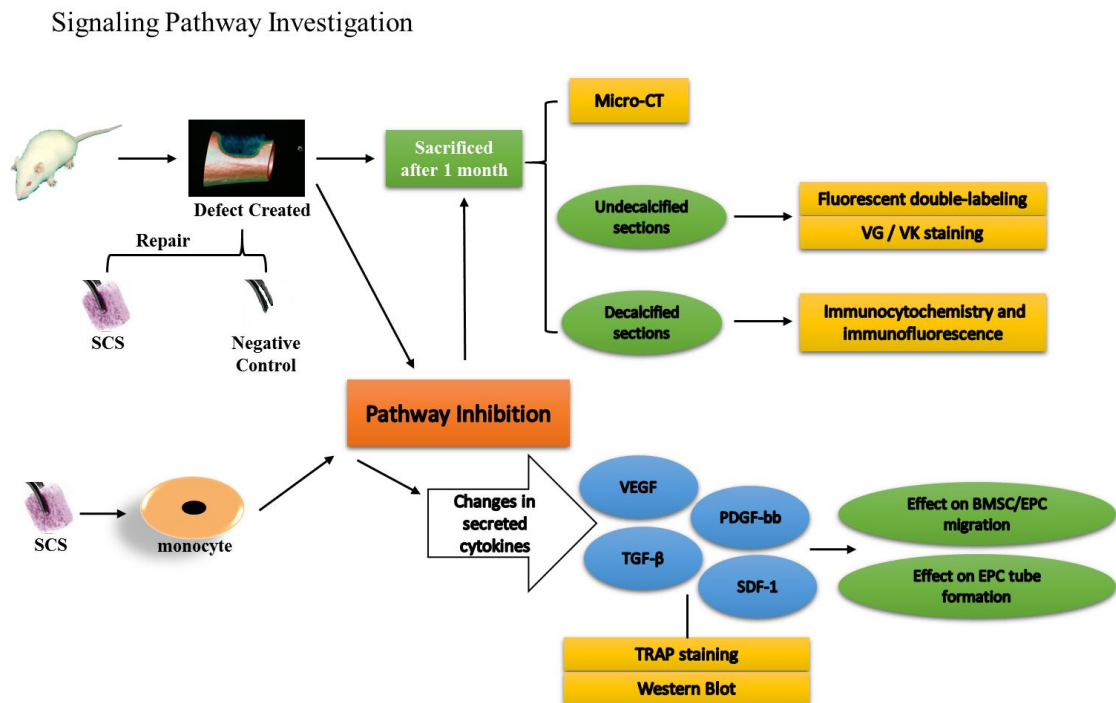 Signaling Pathway Investigation
Micro-CT
Sacrificed
after 1 month
Defect Created
Undecalcified
sections
Fluorescent double-labeling
VG / VK staining
Repair
SCS
Negative
Control
Decalcified
sections
Immunocytochemistry and
immunofluorescence
Pathway Inhibition
SCS
monocyte
Changes in
secreted
cytokines
VEGF
PDGF-bb
TGF-β
SDF-1
Effect on BMSC/EPC
migration
Effect on EPC tube
formation
TRAP staining
Western Blot